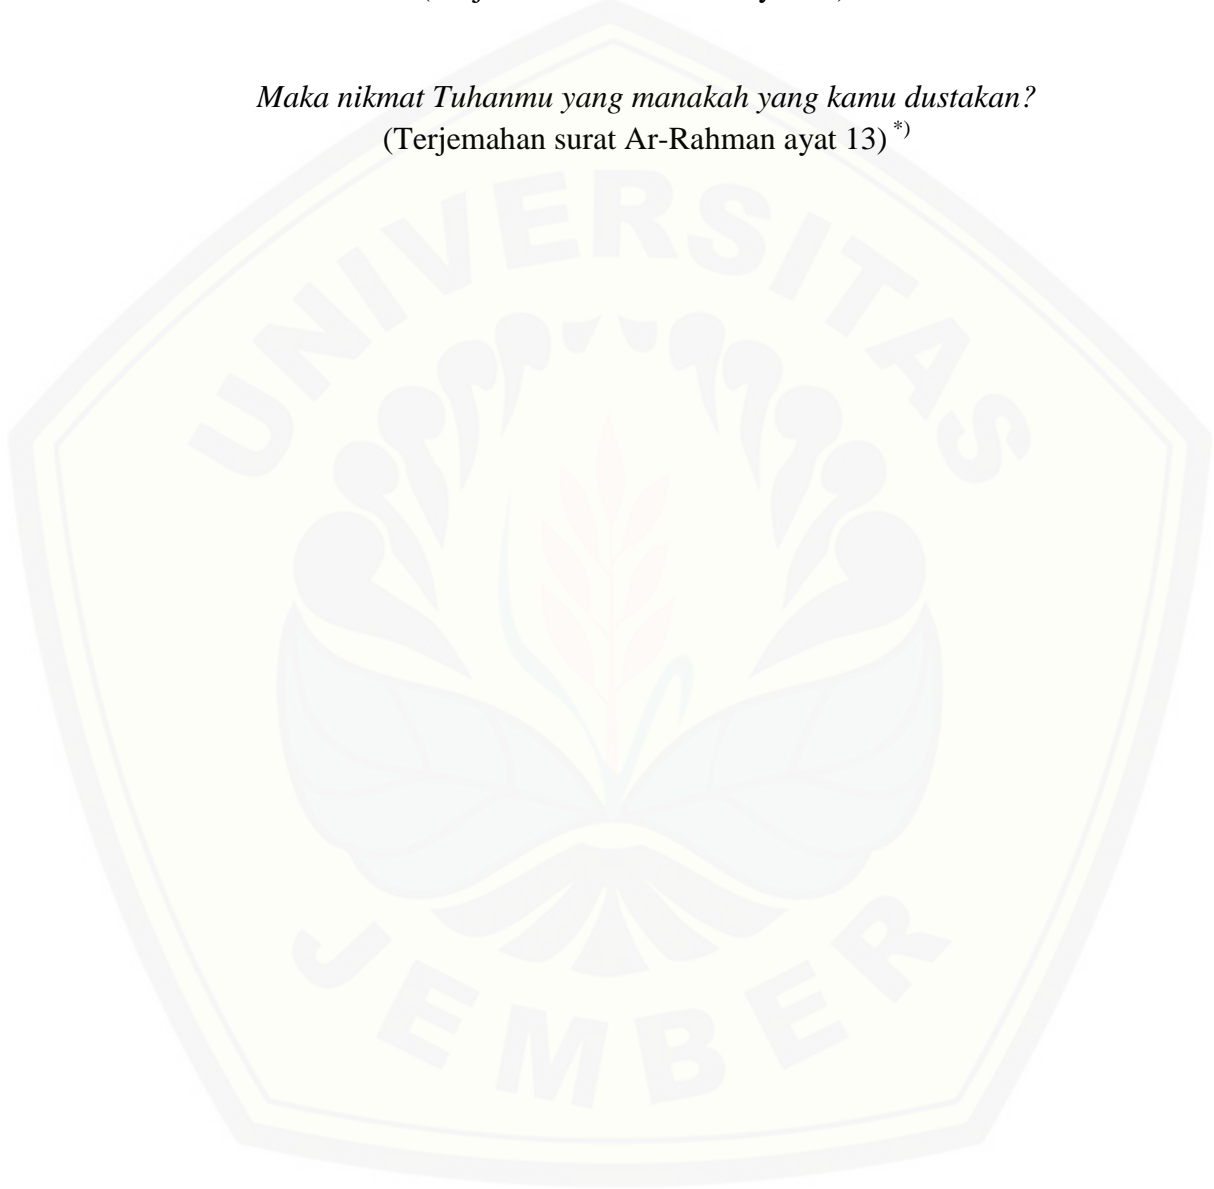 Maka nikmat Tuhanmu yang manakah yang kamu dustakan?
(Terjemahan surat Ar-Rahman ayat 13) *)
UNIVERSITAS
JEMBER